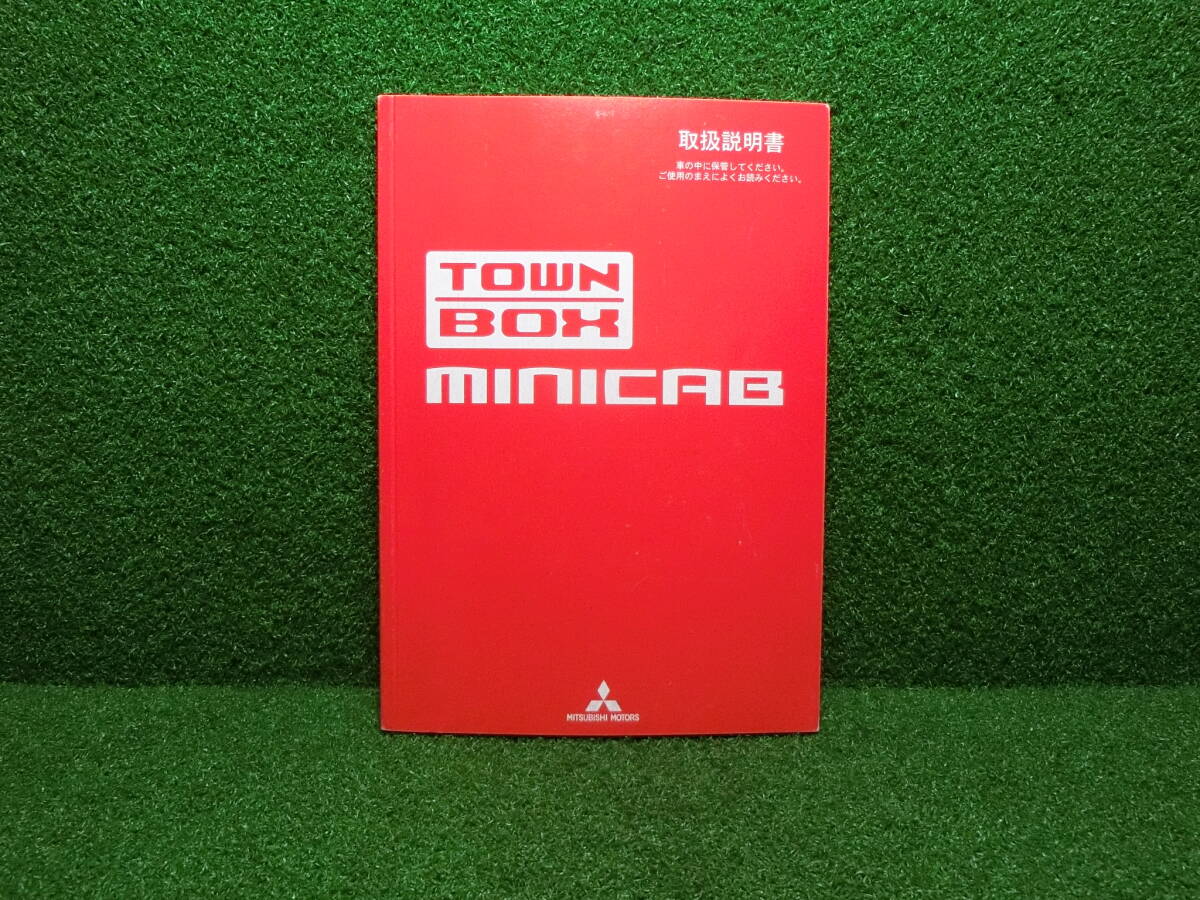 取扱説明書
車の中に保管してください。
ご使用のまえによくお読みください。
TOWN
BOX
MINICAB
MITSUBISHI MOTORS